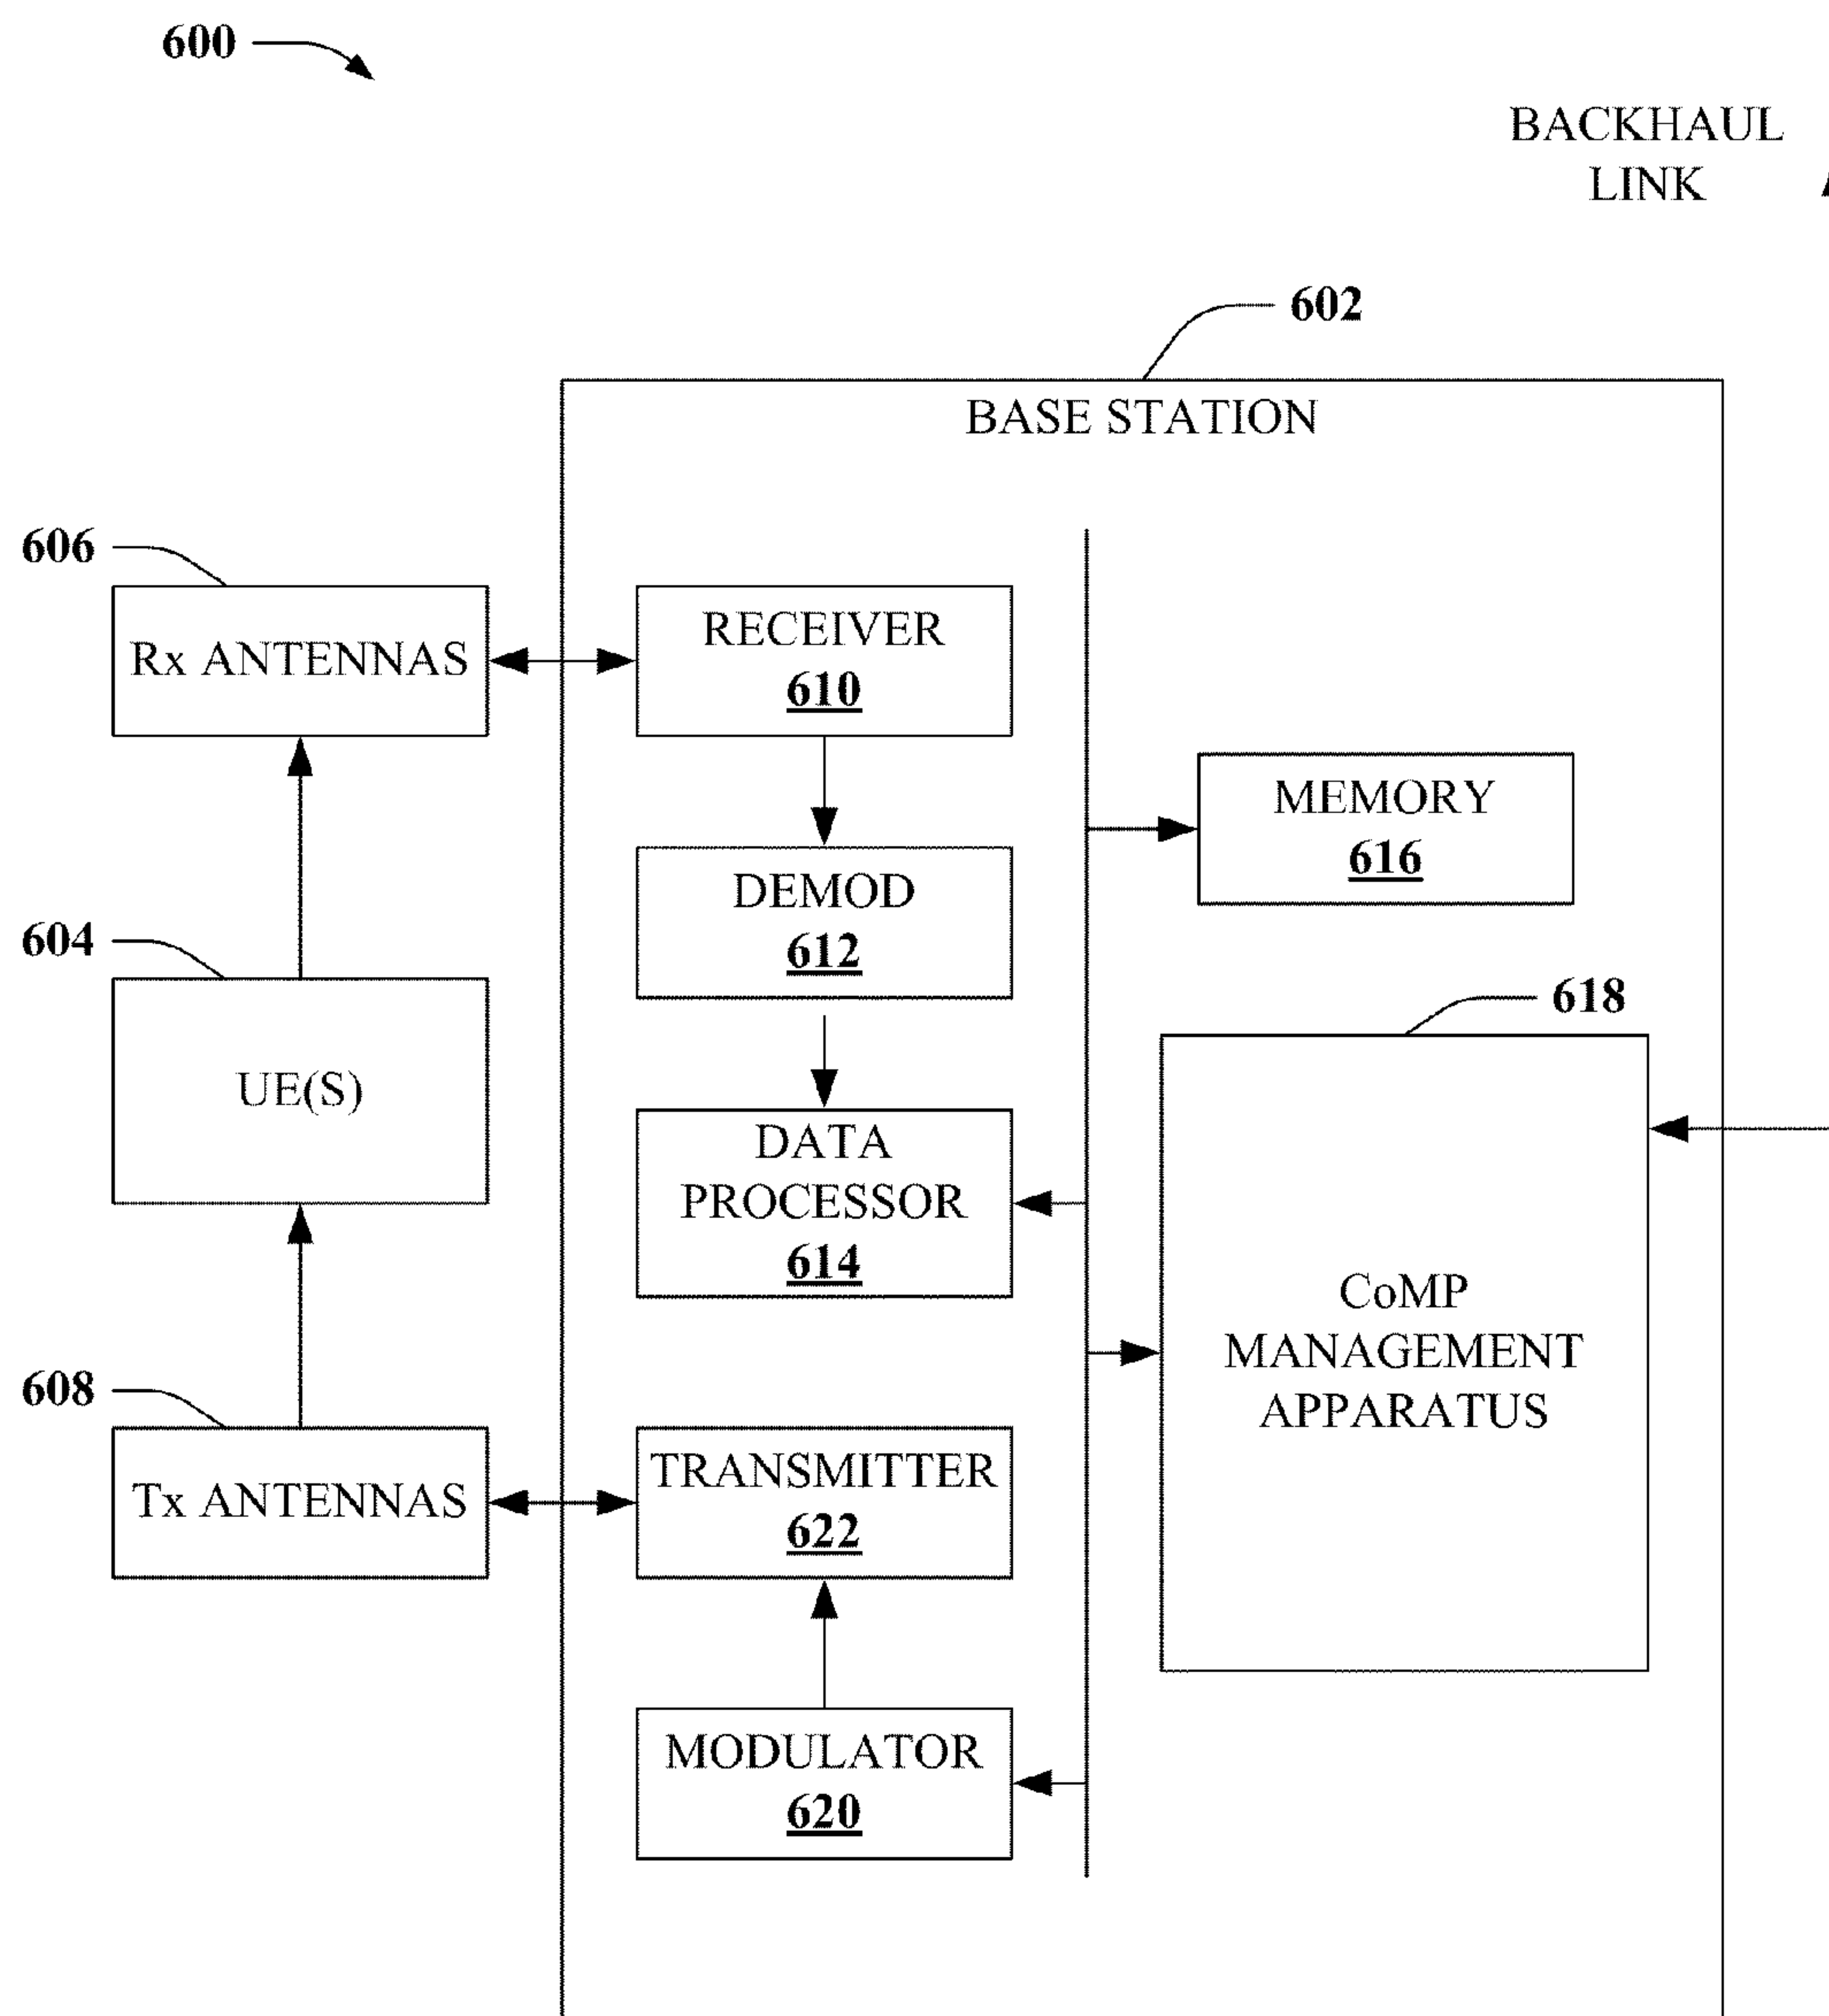 600
BACKHAUL
LINK
602
BASE STATION
606
Rx ANTENNAS
RECEIVER
610
MEMORY
616
DEMOD
612
604
UE(S)
618
DATA
PROCESSOR
614
CoMP
MANAGEMENT
APPARATUS
608
Tx ANTENNAS
TRANSMITTER
622
MODULATOR
620